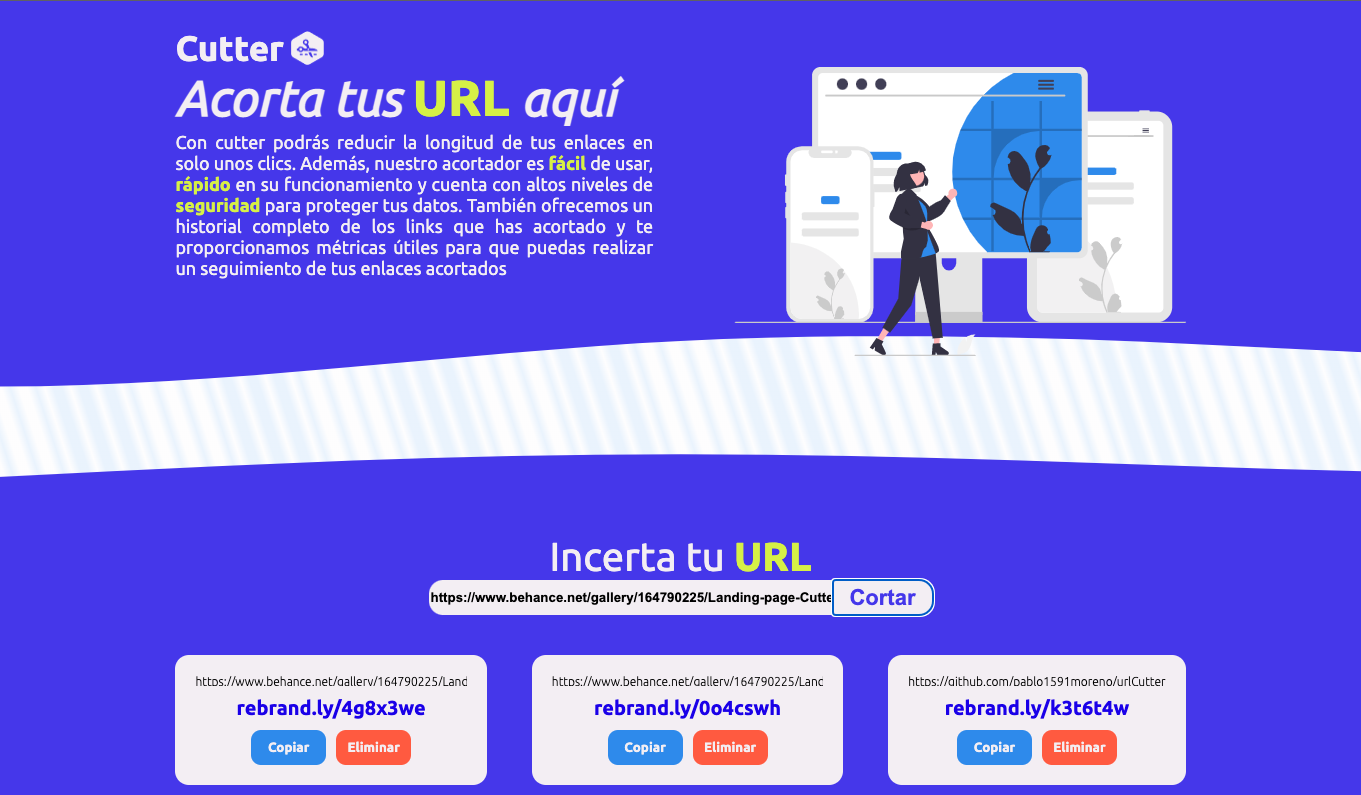 Cutter
Acorta tus URL aquí
Con cutter podrás reducir la longitud de tus enlaces en
solo unos clics. Además, nuestro acortador es fácil de usar,
rápido en su funcionamiento y cuenta con altos niveles de
seguridad para proteger tus datos. También ofrecemos un
historial completo de los links que has acortado y te
proporcionamos métricas útiles para que puedas realizar
un seguimiento de tus enlaces acortados
Incerta tu URL
https://www.behance.net/gallery/164790225/Landing-page-Cutte
Cortar
https://www.behance.net/gallery/164790225/Land
rebrand.ly/4g8x3we
Copiar
Eliminar
https://www.behance.net/gallery/164790225/Land
rebrand.ly/0o4cswh
Copiar
Eliminar
https://github.com/pablo1591moreno/urlCutter
rebrand.ly/k3t6t4w
Copiar
Eliminar